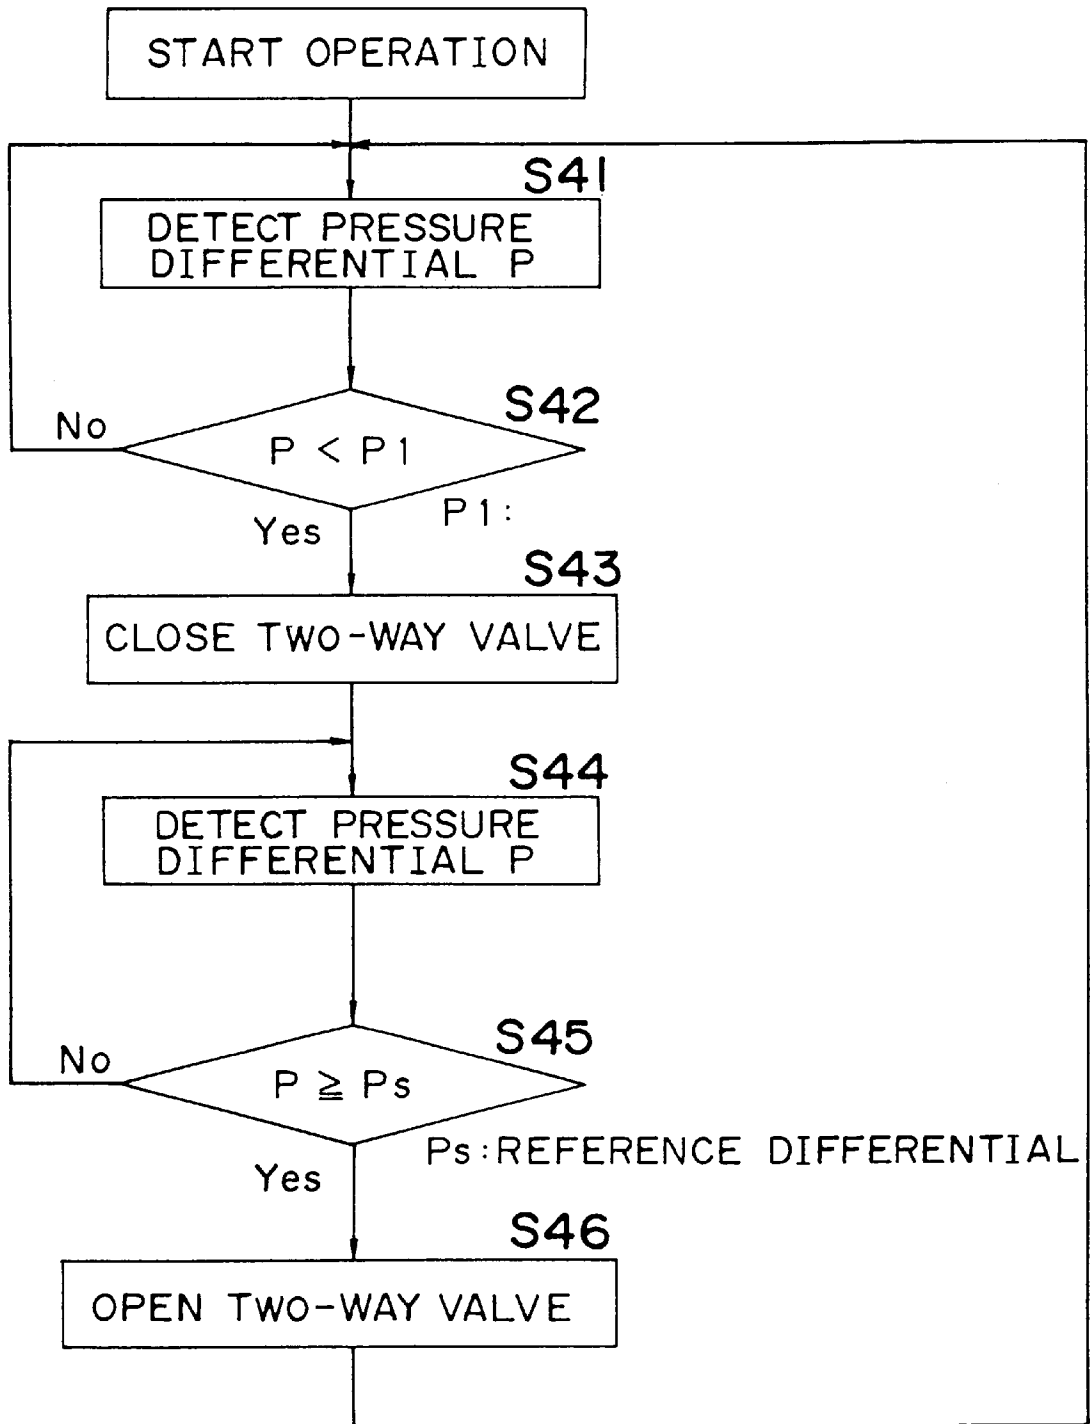 START OPERATION
S41
DETECT PRESSURE
DIFFERENTIAL P
S42
No
P < P1
P1:
Yes
S43
CLOSE TWO-WAY VALVE
S44
DETECT PRESSURE
DIFFERENTIAL P
S45
No
P ≧ Ps
Ps:REFERENCE DIFFERENTIAL
Yes
S46
OPEN TWO-WAY VALVE